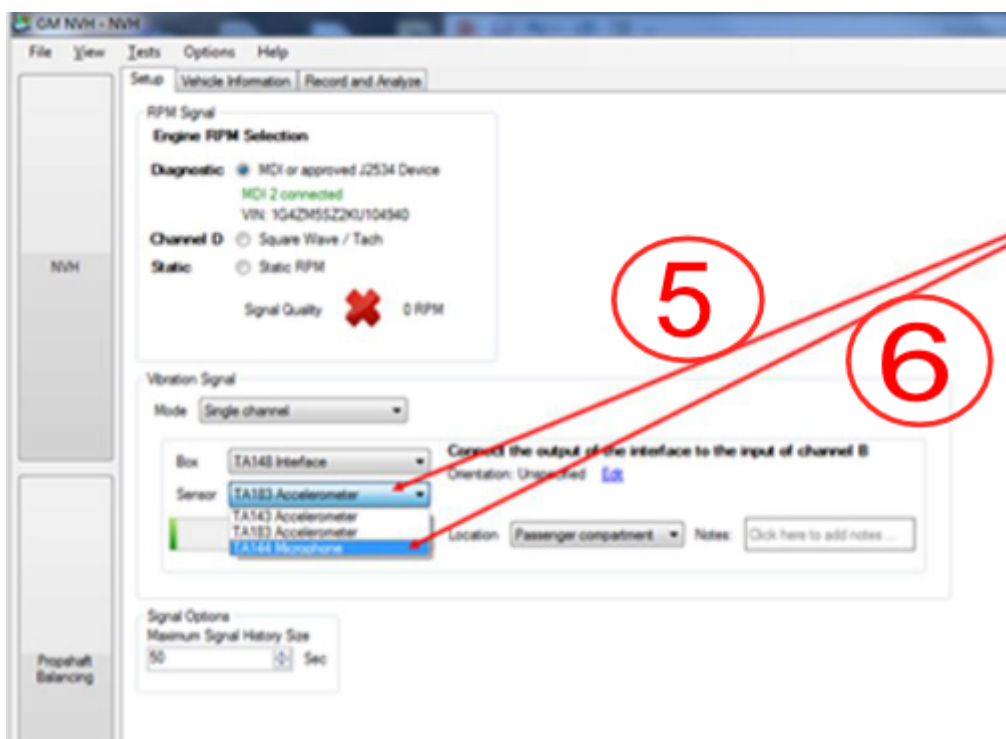 GM NVH - NVH
File View Tests Options Help
Setup Vehicle Information Record and Analyze
RPM Signal
Engine RPM Selection
Diagnostic MDI or approved J2534 Device
MDI 2 connected
VIN: 1G4ZM5SZ2KU104940
Channel D Square Wave / Tach
Static Static RPM
NVH
Signal Quality 0 RPM
5
6
Vibration Signal
Mode Single channel
Connect the output of the interface to the input of channel B
Box TA148 Interface
Orientation: Unspecified Edit
Sensor TA183 Accelerometer
TA143 Accelerometer
TA183 Accelerometer
TA144 Microphone
Location Passenger compartment Notes: Click here to add notes ...
Signal Options
Maximum Signal History Size
50 Sec
Propshaft
Balancing